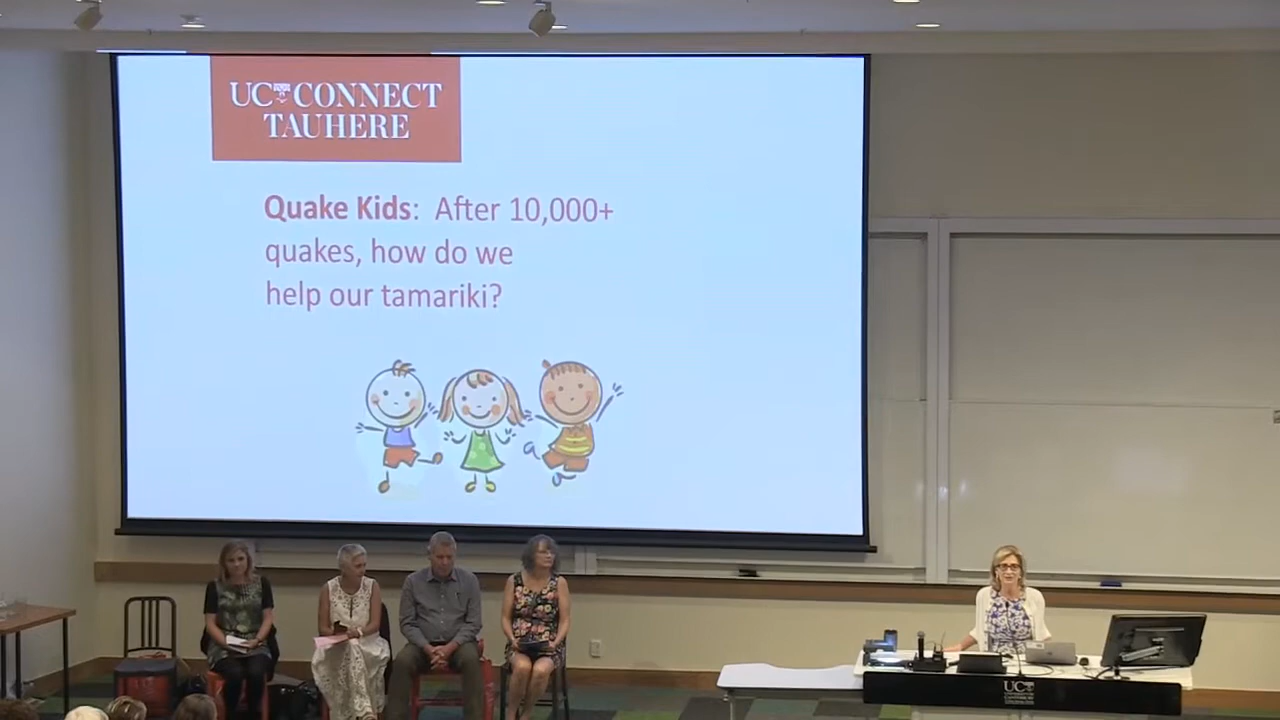 UC CONNECT
TAUHERE
Quake Kids: After 10,000+
quakes, how do we
help our tamariki?
UC